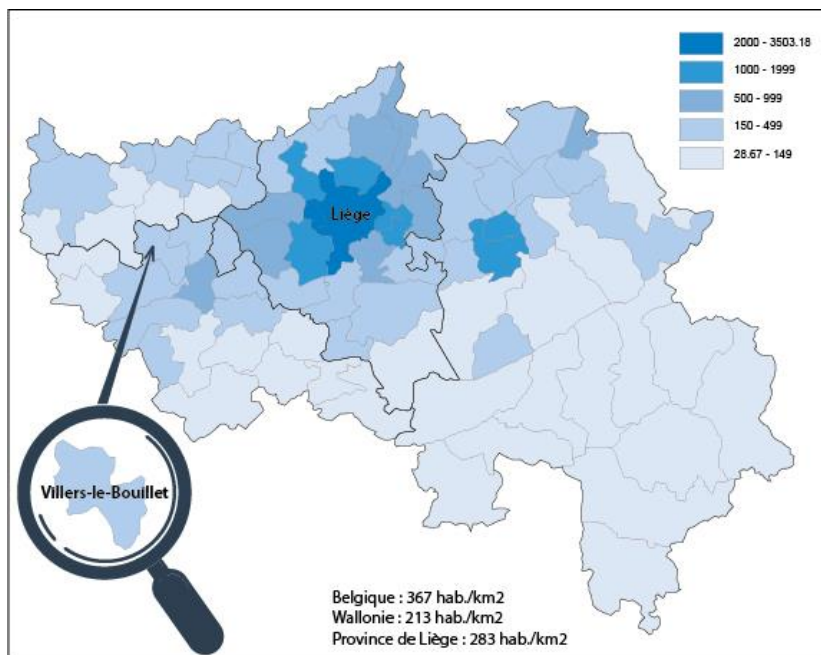 2000 - 3503.18
1000 - 1999
500 - 999
150 - 499
28.67 - 149
Liège
Villers-le-Bouillet
Belgique : 367 hab./km2
Wallonie : 213 hab./km2
Province de Liège : 283 hab./km2